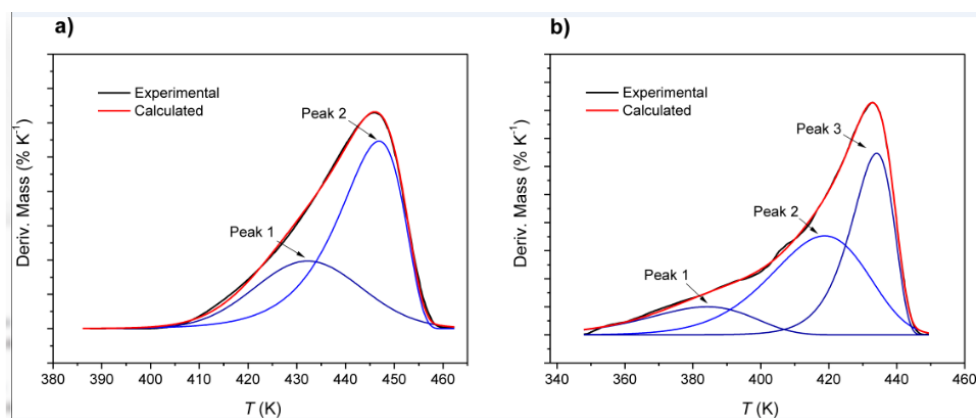 a)
Experimental
Calculated
Peak 2
Peak 1
Deriv. Mass (% K⁻¹)
380 390 400 410 420 430 440 450 460
T (K)
b)
Experimental
Calculated
Peak 3
Peak 2
Peak 1
Deriv. Mass (% K⁻¹)
340 360 380 400 420 440 460
T (K)